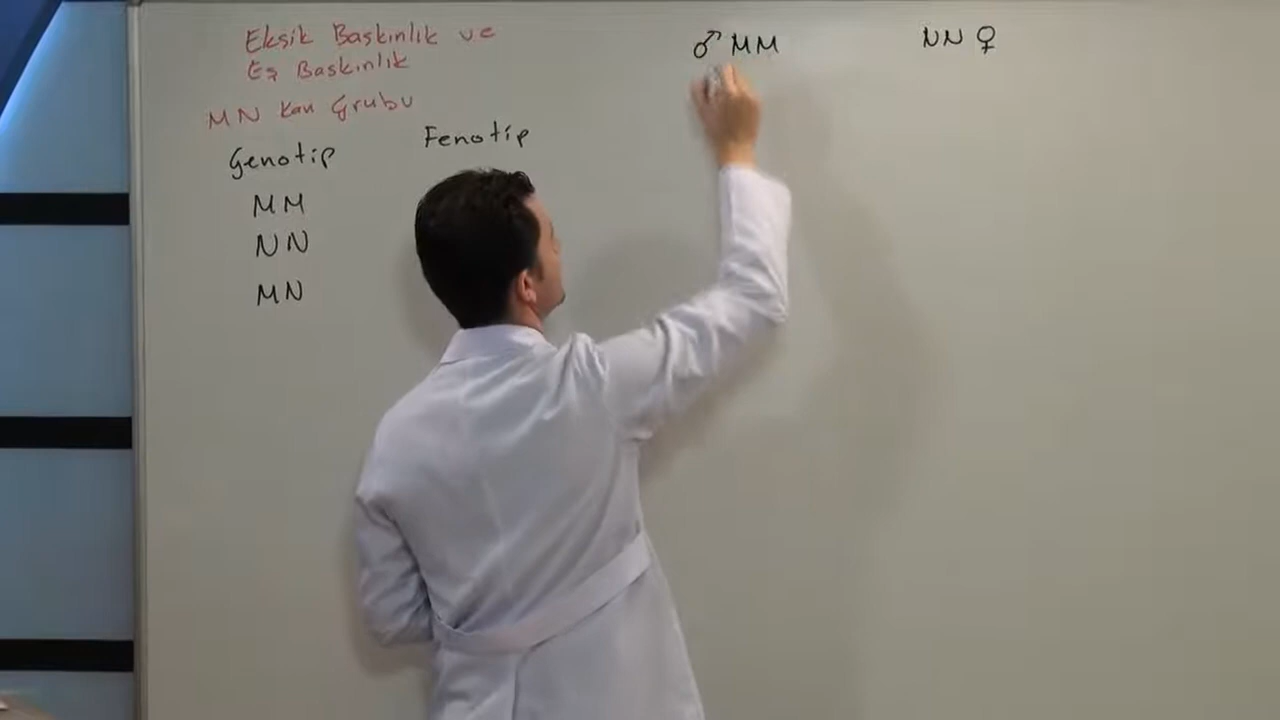 Eksik Baskınlık ve
Eş Baskınlık
MN Kan Grubu
Genotip
Fenotip
MM
NN
MN
♂ MM
NN ♀